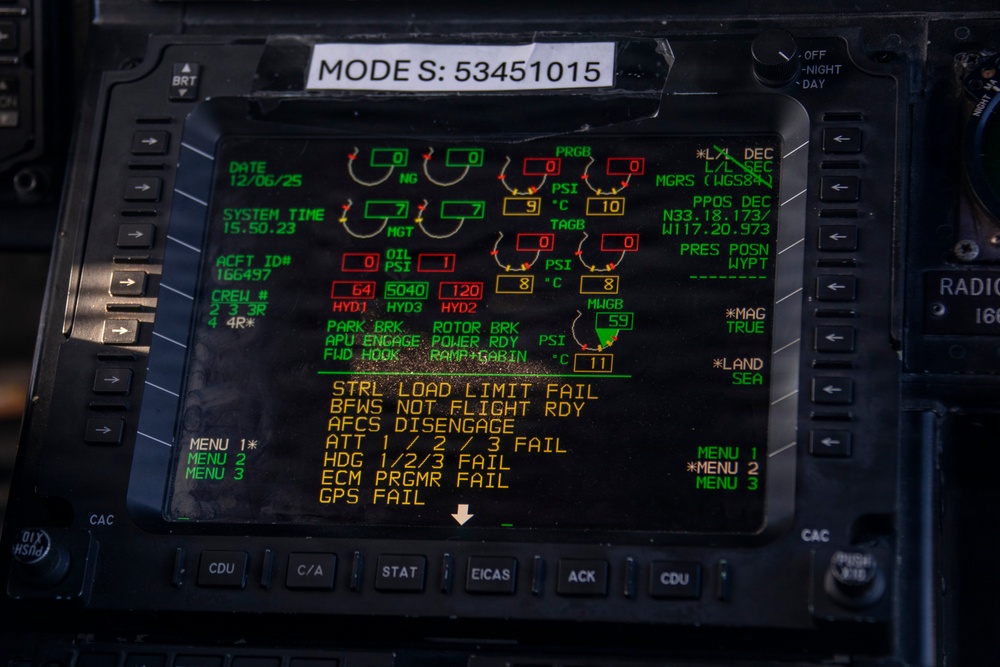 MODE S: 53451015
BRT
OFF
NIGHT
DAY
DATE
12/06/25
SYSTEM TIME
15.50.23
ACFT ID#
166497
CREW #
2 3 3R
4 4R*
MENU 1*
MENU 2
MENU 3
0 NG 0
7 MGT 7
0 OIL PSI 1
64 5040 120
HYD1 HYD3 HYD2
PRGB
0 PSI 0
9 °C 10
TAGB
0 PSI 0
8 °C 8
MWGB
PSI 59
°C 11
PARK BRK ROTOR BRK
APU ENGAGE POWER RDY
FWD HOOK RAMP+CABIN
STRL LOAD LIMIT FAIL
BFWS NOT FLIGHT RDY
AFCS DISENGAGE
ATT 1 / 2 / 3 FAIL
HDG 1/2/3 FAIL
ECM PRGMR FAIL
GPS FAIL
*L/L DEC
L/L SEC
MGRS (WGS84)
PPOS DEC
N33.18.173/
W117.20.973
PRES POSN
WYPT
--------
*MAG
TRUE
*LAND
SEA
MENU 1
*MENU 2
MENU 3
CAC
PUSH
X10
CAC
PUSH
X10
CDU
C/A
STAT
EICAS
ACK
CDU
NIGHT
RADIO
166